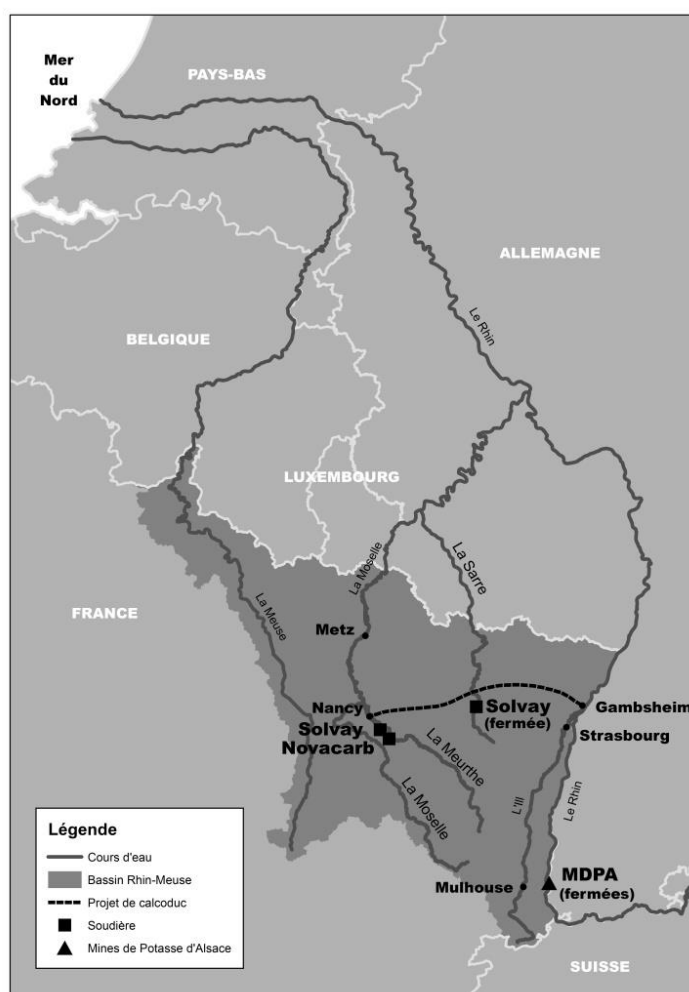 Mer
du
Nord
PAYS-BAS
ALLEMAGNE
Le Rhin
BELGIQUE
LUXEMBOURG
La Moselle
La Sarre
La Meuse
FRANCE
Metz
Nancy
Solvay
Novacarb
Solvay
(fermée)
Gambsheim
Strasbourg
La Meurthe
La Moselle
L'Ill
Le Rhin
Mulhouse
MDPA
(fermées)
SUISSE
Légende
Cours d'eau
Bassin Rhin-Meuse
Projet de calcoduc
Soudière
Mines de Potasse d'Alsace